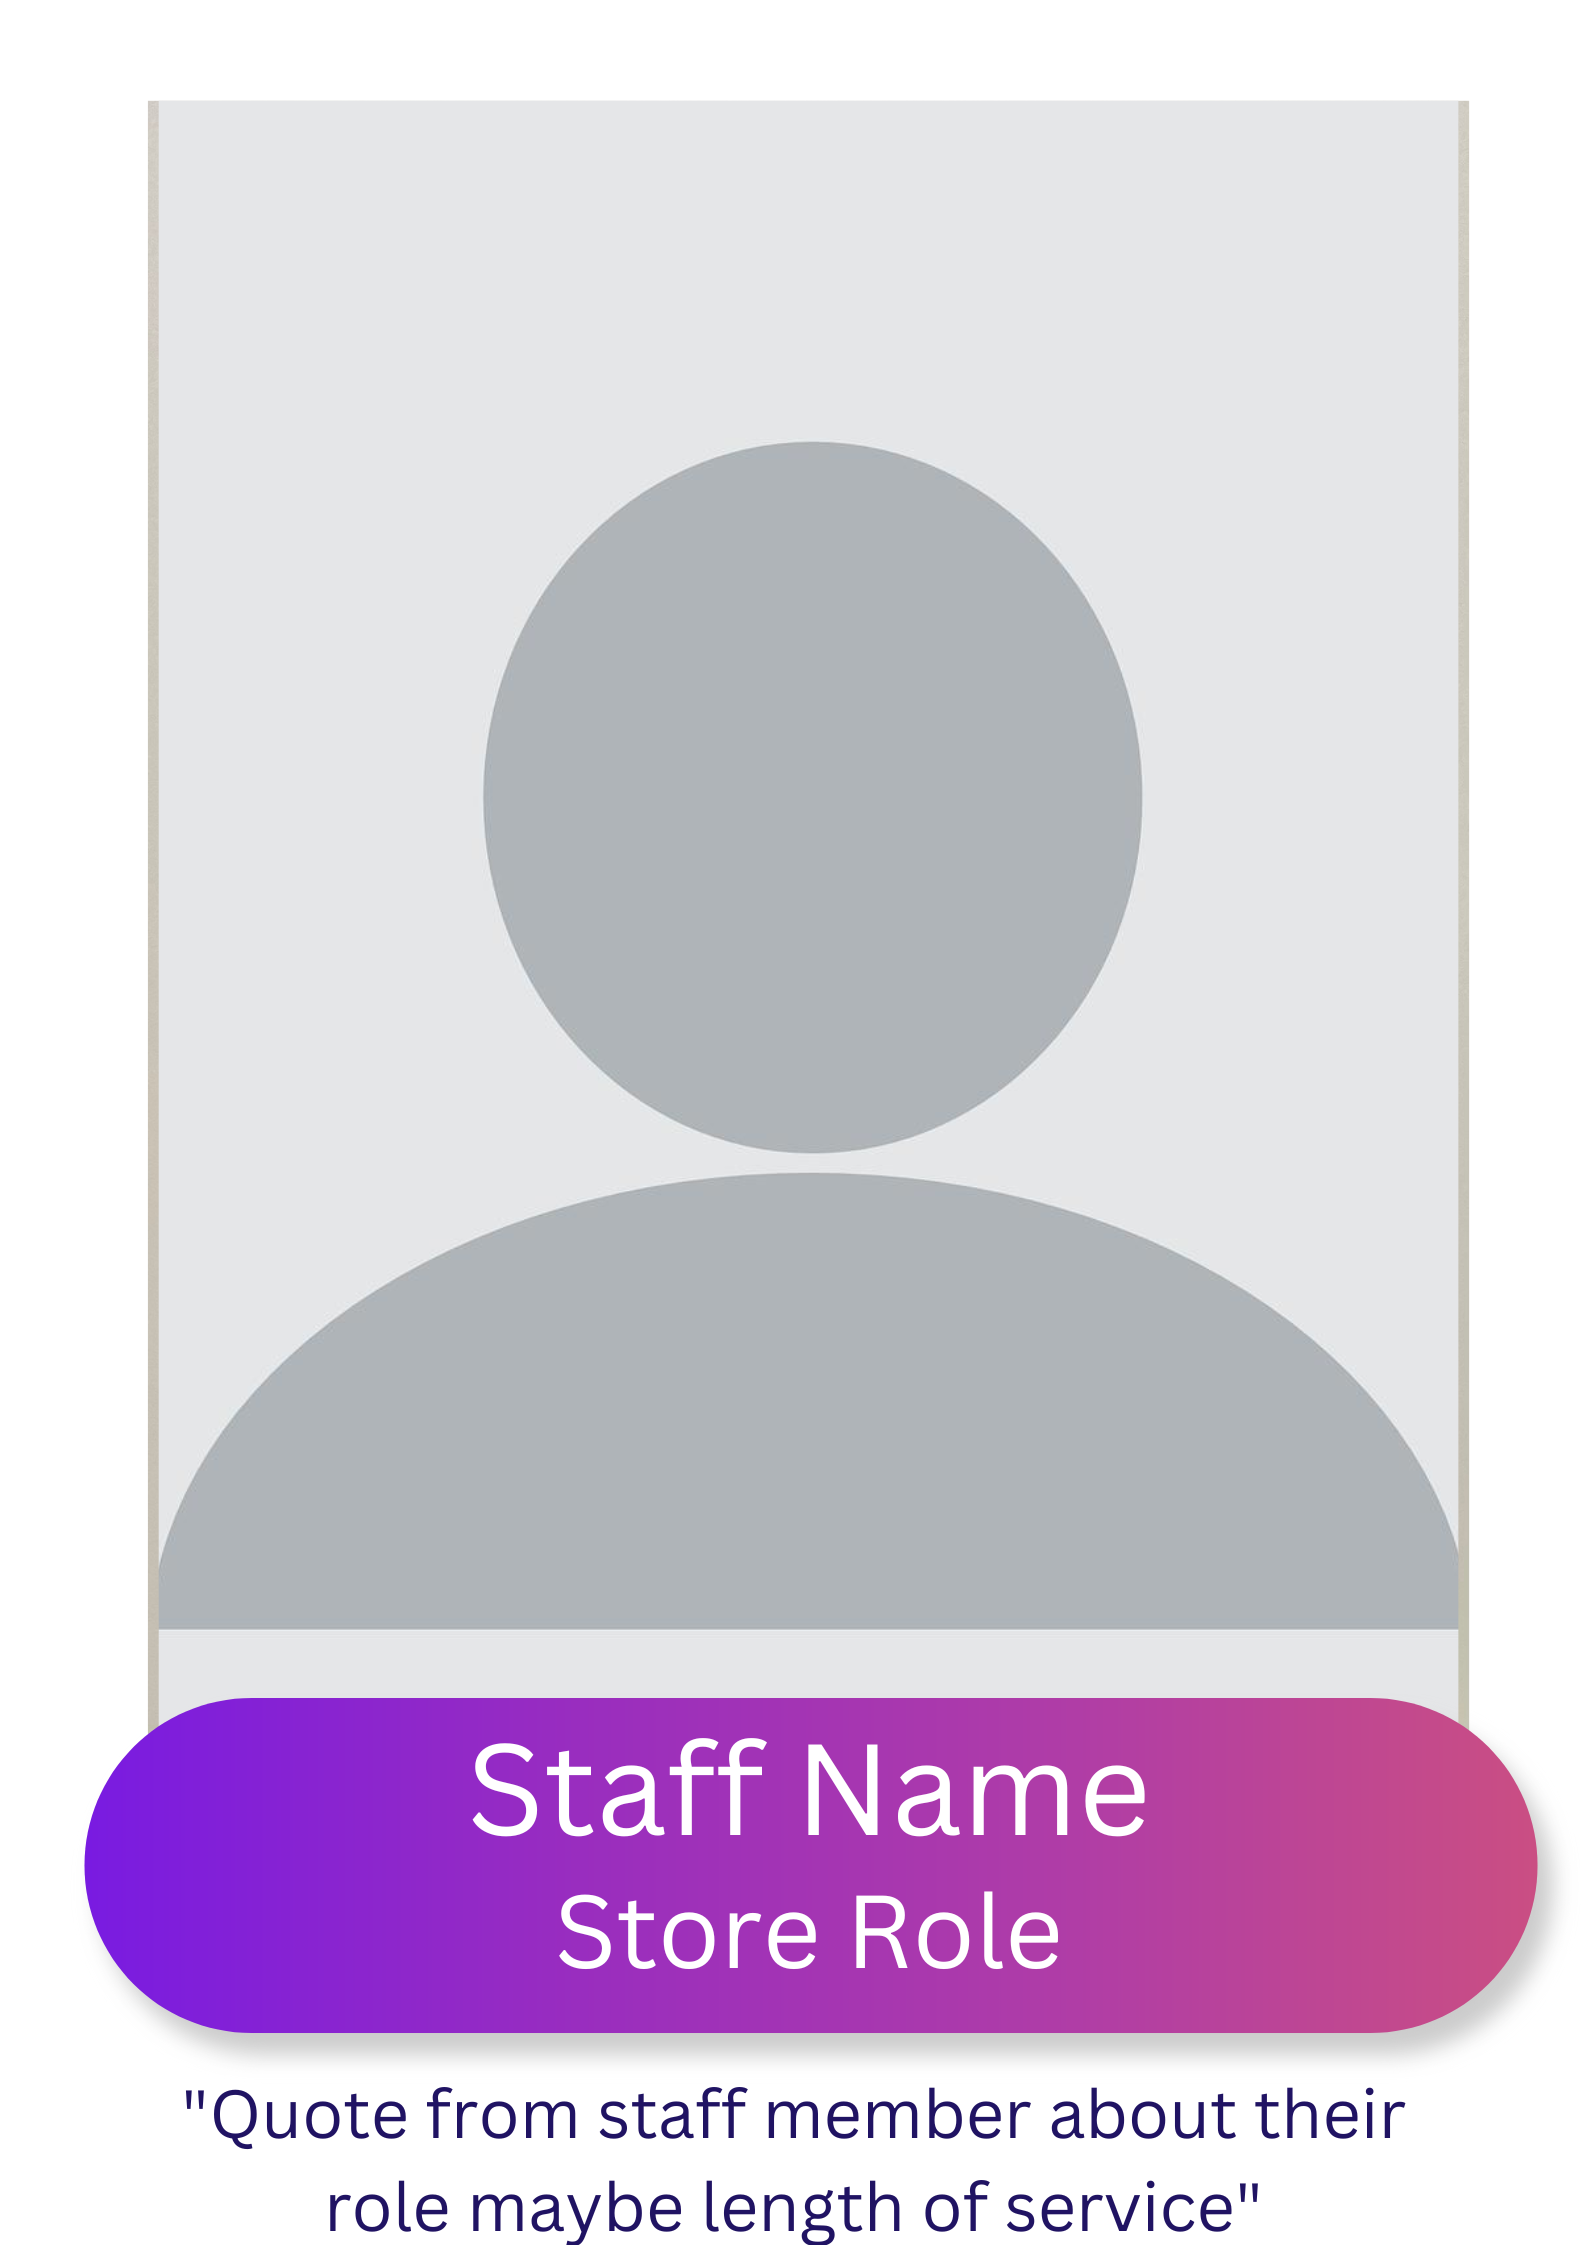 Staff Name
Store Role
"Quote from staff member about their
role maybe length of service"